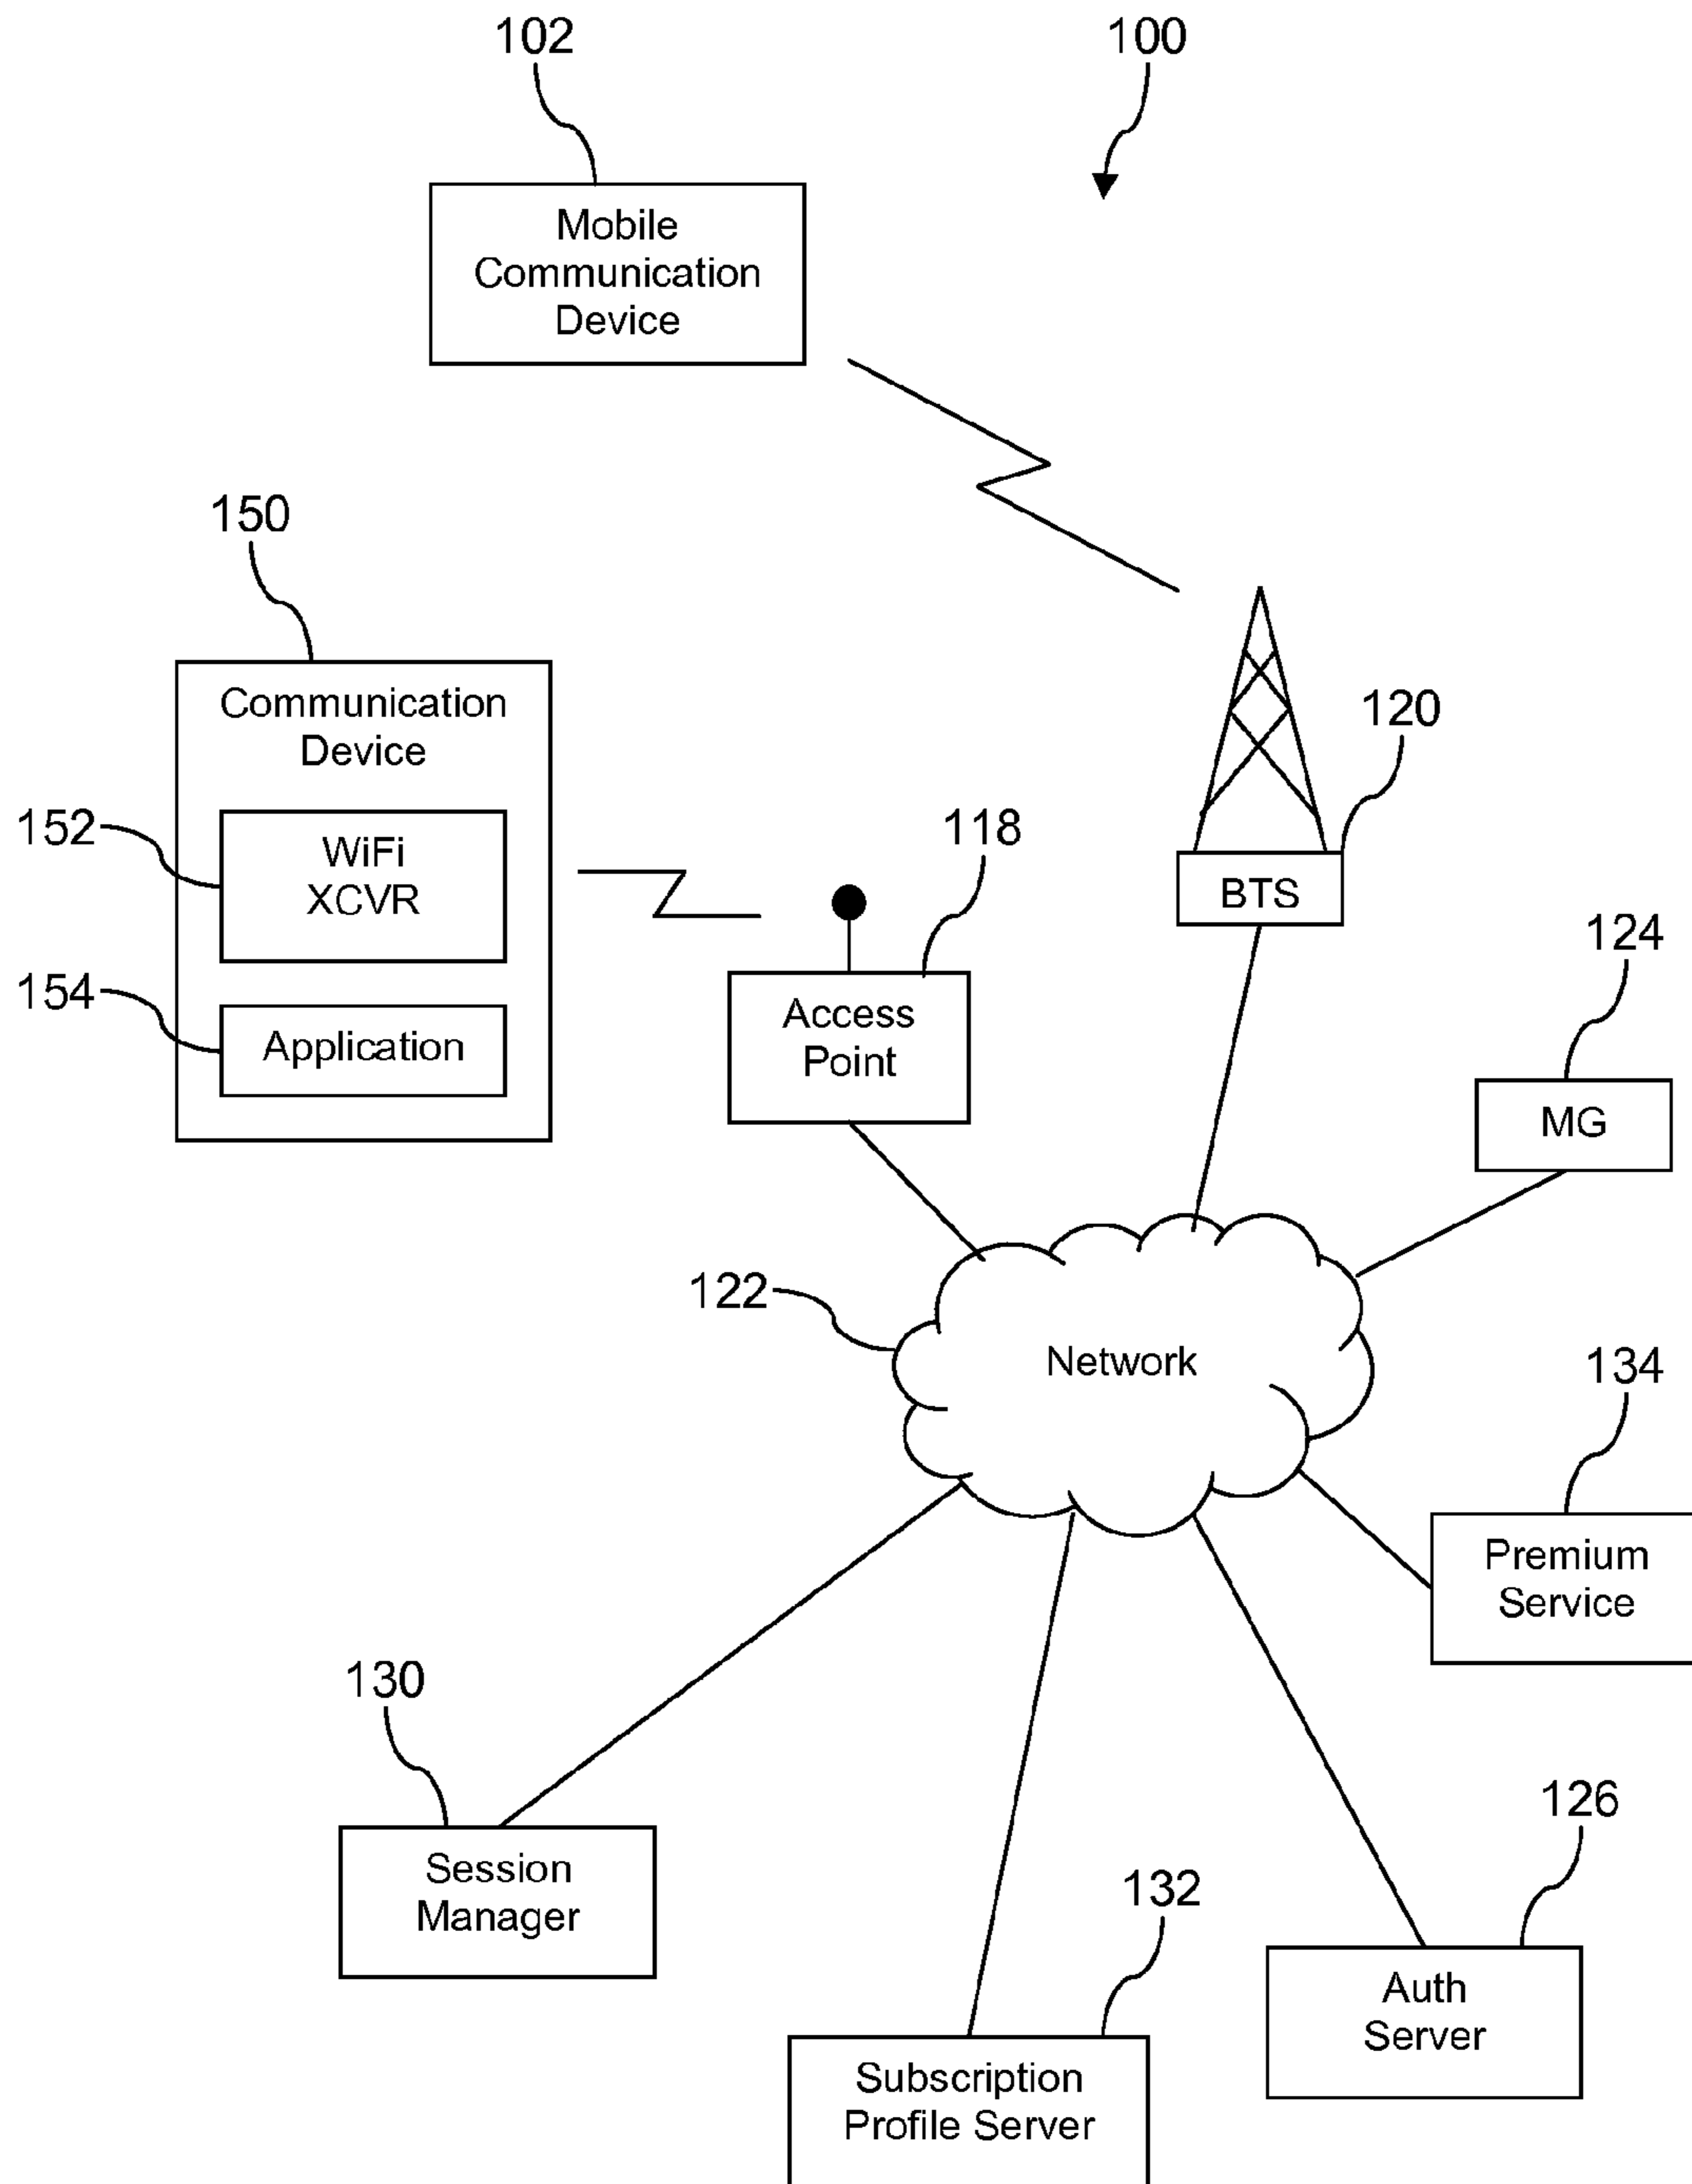 102
100
Mobile
Communication
Device
150
Communication
Device
120
152
WiFi
XCVR
118
BTS
124
154
Application
Access
Point
MG
122
Network
134
Premium
Service
130
126
Session
Manager
132
Auth
Server
Subscription
Profile Server